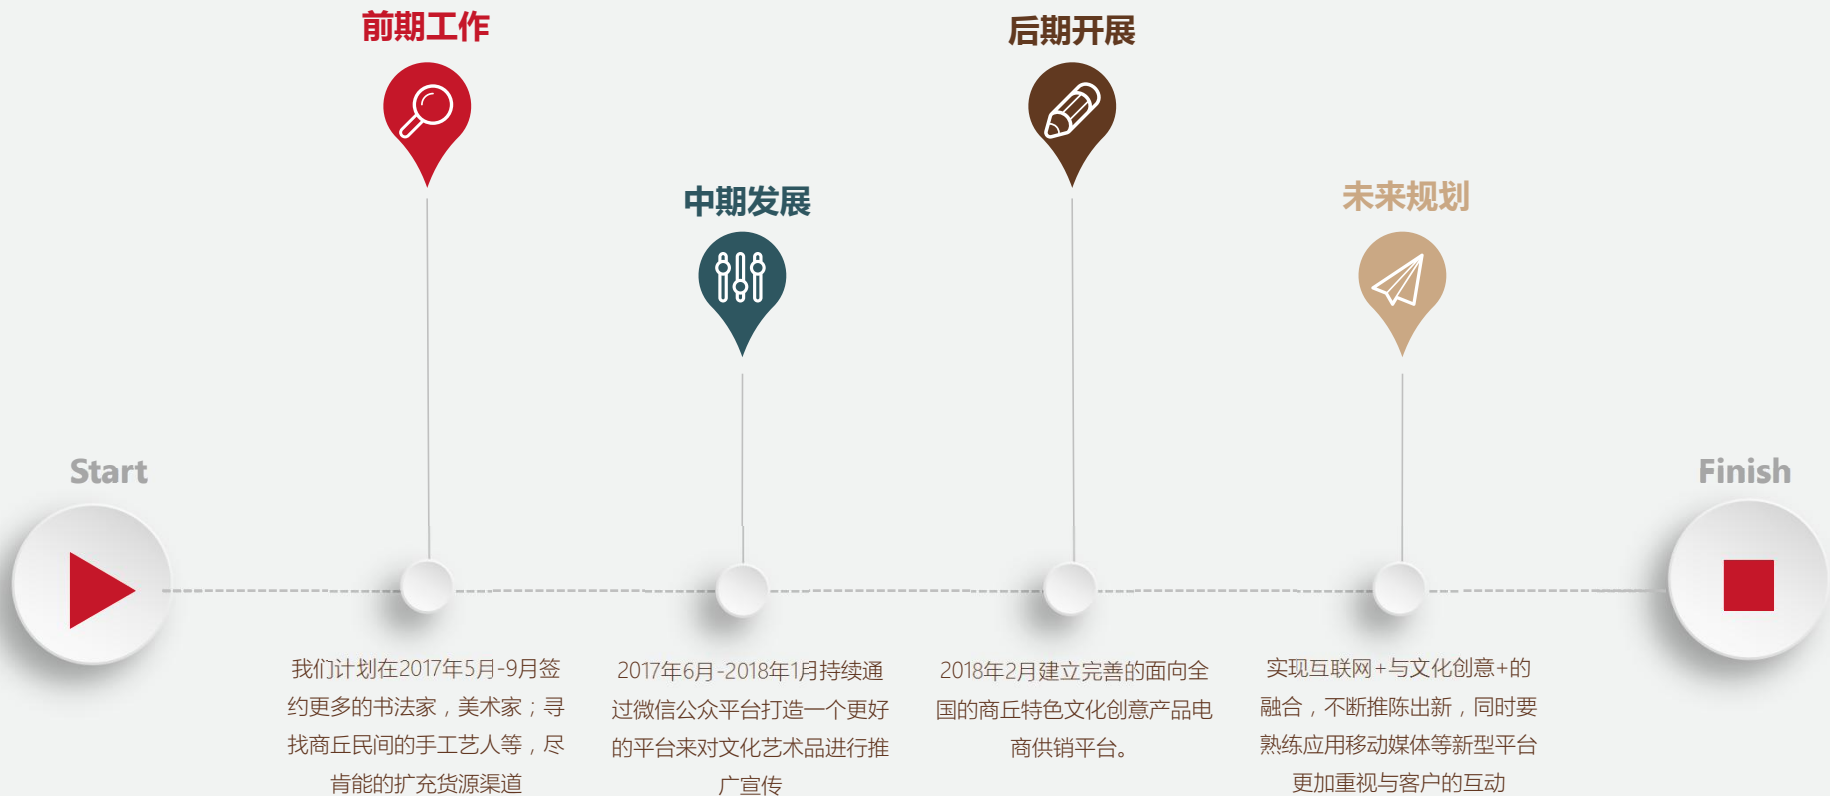 前期工作
后期开展
中期发展
未来规划
Start
Finish
我们计划在2017年5月-9月签
约更多的书法家，美术家；寻
找商丘民间的手工艺人等，尽
肯能的扩充货源渠道
2017年6月-2018年1月持续通
过微信公众平台打造一个更好
的平台来对文化艺术品进行推
广宣传
2018年2月建立完善的面向全
国的商丘特色文化创意产品电
商供销平台。
实现互联网+与文化创意+的
融合，不断推陈出新，同时要
熟练应用移动媒体等新型平台
更加重视与客户的互动